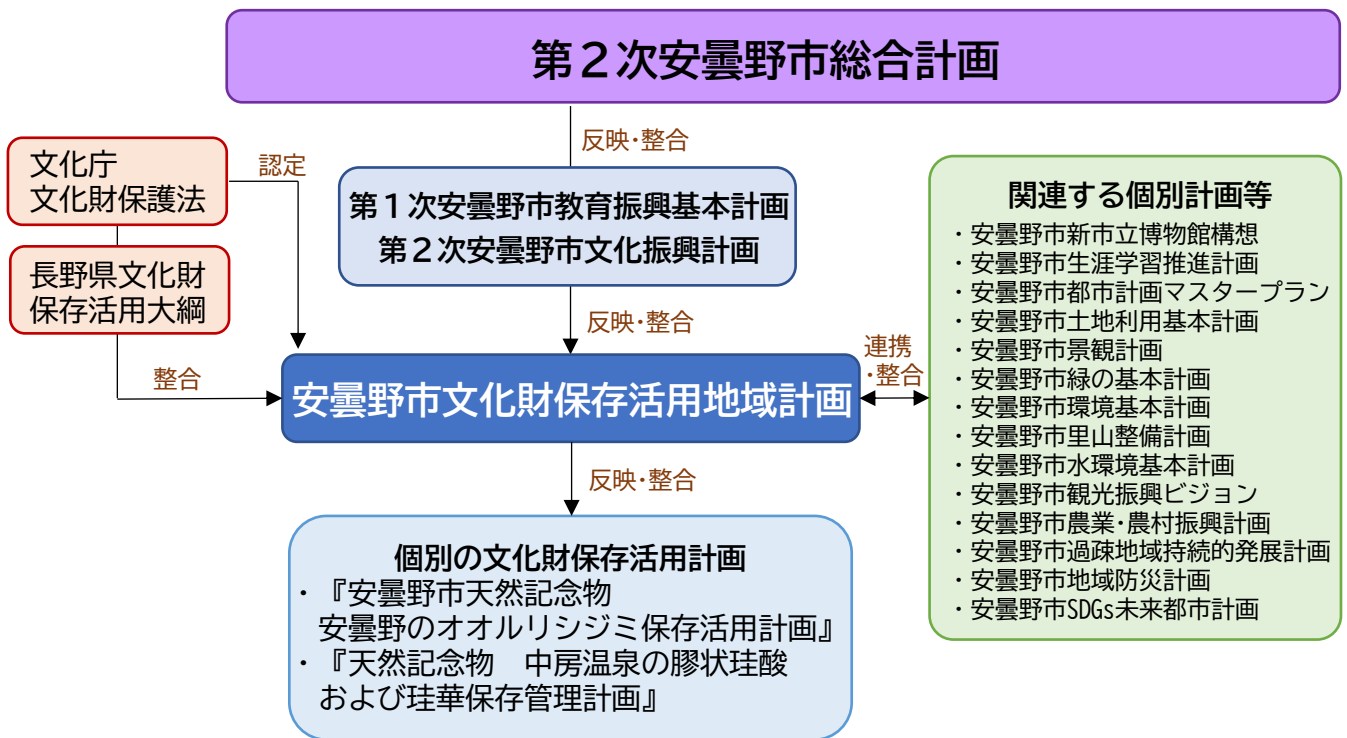 第２次安曇野市総合計画
反映・整合
文化庁
文化財保護法
認定
長野県文化財
保存活用大綱
整合
第１次安曇野市教育振興基本計画
第２次安曇野市文化振興計画
反映・整合
安曇野市文化財保存活用地域計画
連携
・整合
関連する個別計画等
・安曇野市新市立博物館構想
・安曇野市生涯学習推進計画
・安曇野市都市計画マスタープラン
・安曇野市土地利用基本計画
・安曇野市景観計画
・安曇野市緑の基本計画
・安曇野市環境基本計画
・安曇野市里山整備計画
・安曇野市水環境基本計画
・安曇野市観光振興ビジョン
・安曇野市農業・農村振興計画
・安曇野市過疎地域持続的発展計画
・安曇野市地域防災計画
・安曇野市SDGs未来都市計画
反映・整合
個別の文化財保存活用計画
・『安曇野市天然記念物
安曇野のオオルリシジミ保存活用計画』
・『天然記念物　中房温泉の膠状珪酸
および珪華保存管理計画』